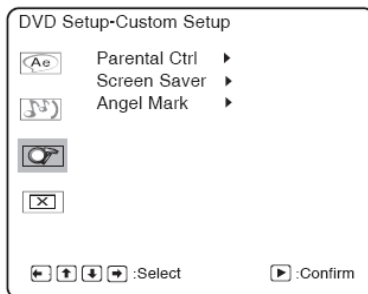 DVD Setup-Custom Setup
Ae
Parental Ctrl
Screen Saver
Angel Mark
:Select :Confirm